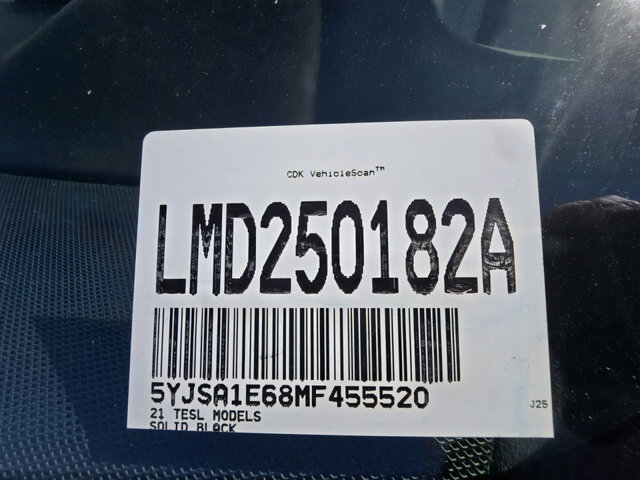 CDK VehicleScan™
LMD250182A
5YJSA1E68MF455520
J25
21 TESL MODELS
SOLID BLACK